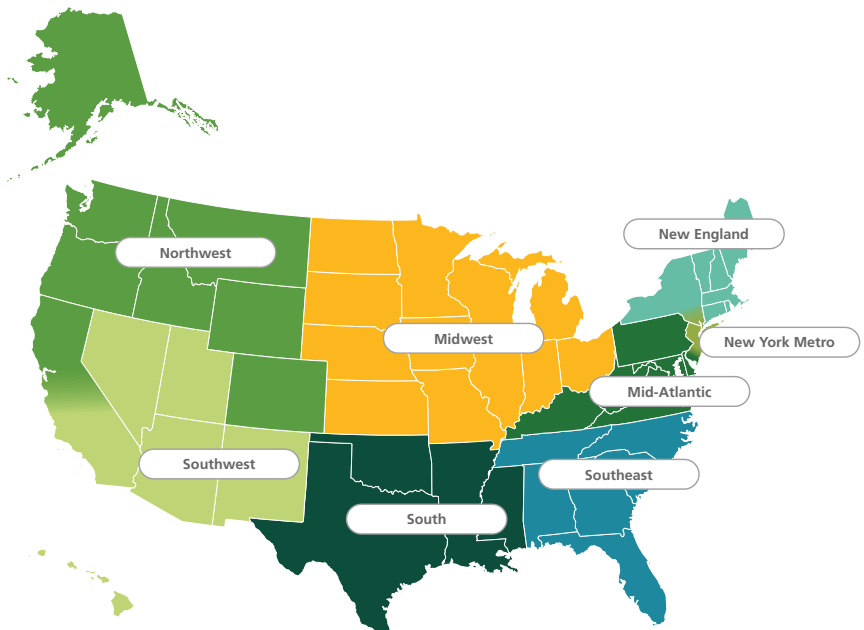 New England
Northwest
Midwest
New York Metro
Mid-Atlantic
Southwest
Southeast
South